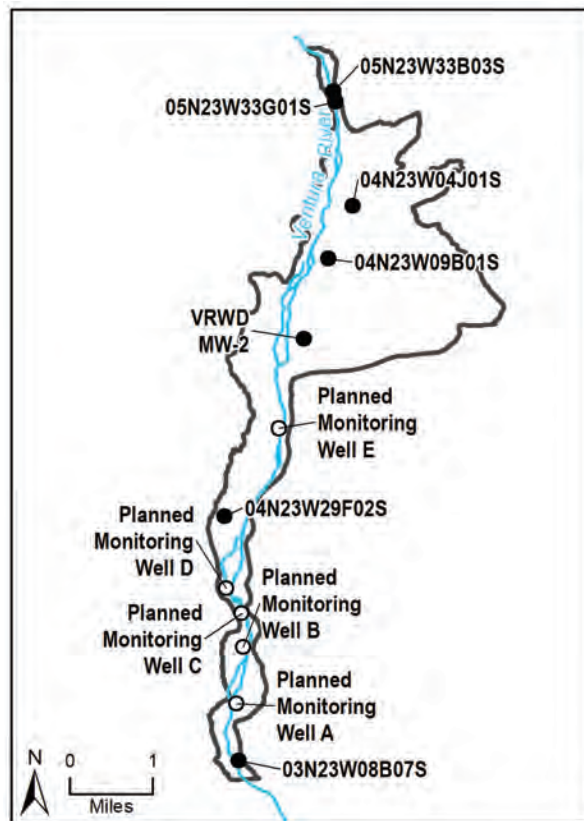 05N23W33B03S
05N23W33G01S
Ventura River
04N23W04J01S
04N23W09B01S
VRWD
MW-2
Planned
Monitoring
Well E
04N23W29F02S
Planned
Monitoring
Well D
Planned
Monitoring
Well B
Planned
Monitoring
Well C
Planned
Monitoring
Well A
03N23W08B07S
N
0 1
Miles